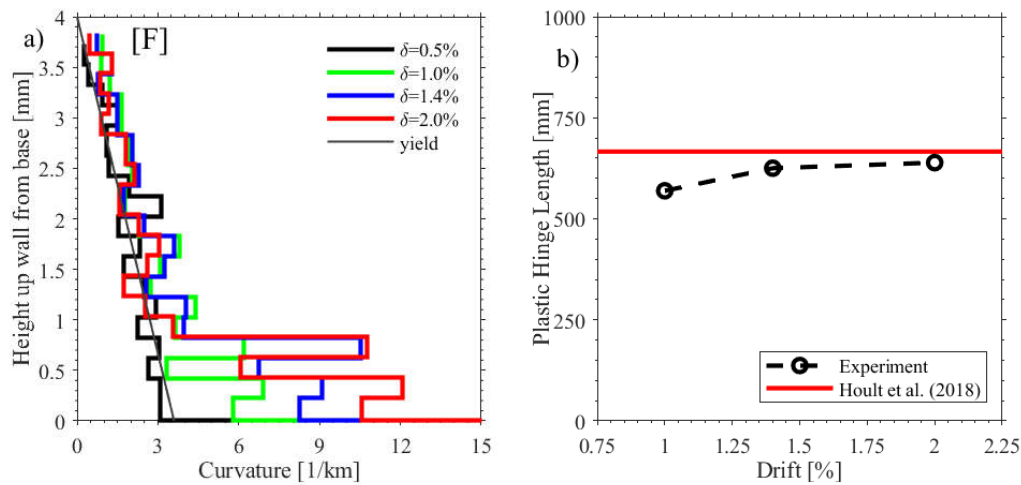 a)
[F]
δ=0.5%
δ=1.0%
δ=1.4%
δ=2.0%
yield
Height up wall from base [mm]
4
3.5
3
2.5
2
1.5
1
0.5
0
0
3
6
9
12
15
Curvature [1/km]
b)
Plastic Hinge Length [mm]
1000
750
500
250
0
0.75
1
1.25
1.5
1.75
2
2.25
Drift [%]
Experiment
Hoult et al. (2018)